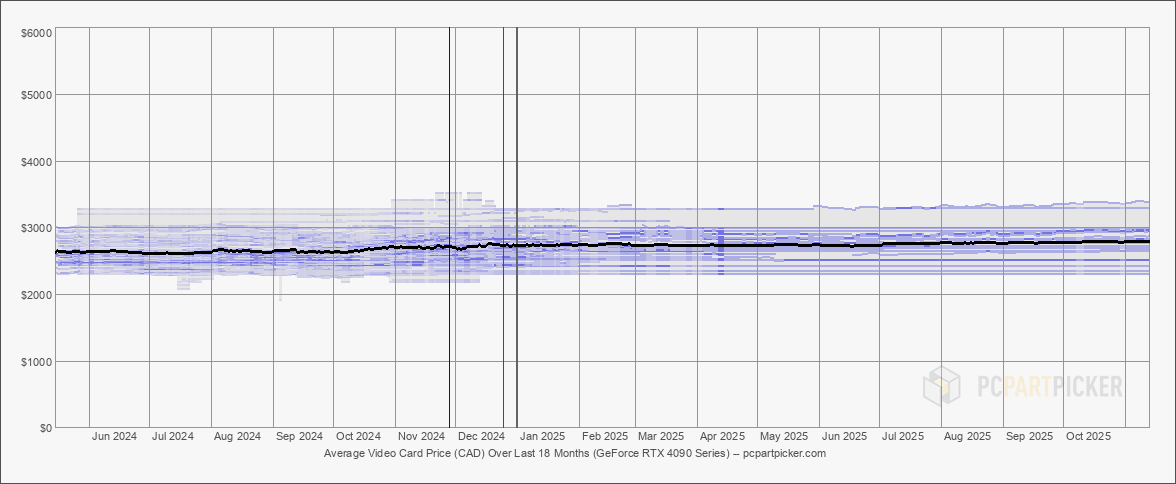 $6000
$5000
$4000
$3000
$2000
$1000
$0
PCPARTPICKER
Jun 2024 Jul 2024 Aug 2024 Sep 2024 Oct 2024 Nov 2024 Dec 2024 Jan 2025 Feb 2025 Mar 2025 Apr 2025 May 2025 Jun 2025 Jul 2025 Aug 2025 Sep 2025 Oct 2025
Average Video Card Price (CAD) Over Last 18 Months (GeForce RTX 4090 Series) -- pcpartpicker.com